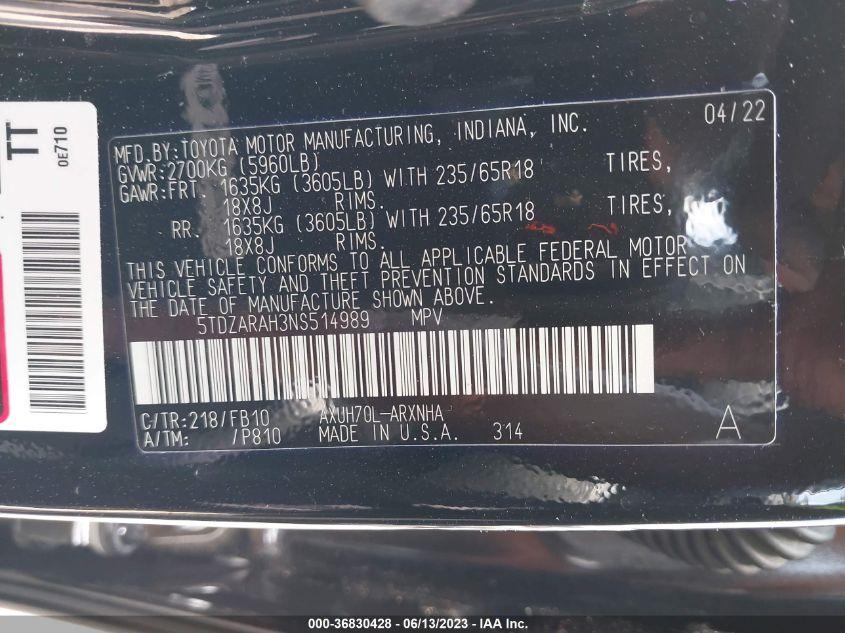 TT
0E710
04/22
MFD.BY:TOYOTA MOTOR MANUFACTURING, INDIANA, INC.
GVWR:2700KG (5960LB)
GAWR:FRT. 1635KG (3605LB) WITH 235/65R18 TIRES,
18X8J RIMS.
RR. 1635KG (3605LB) WITH 235/65R18 TIRES,
18X8J RIMS.
THIS VEHICLE CONFORMS TO ALL APPLICABLE FEDERAL MOTOR
VEHICLE SAFETY AND THEFT PREVENTION STANDARDS IN EFFECT ON
THE DATE OF MANUFACTURE SHOWN ABOVE.
5TDZARAH3NS514989 MPV
C/TR:218/FB10 AXUH70L-ARXNHA
A/TM: /P810 MADE IN U.S.A. 314 A
000-36830428 - 06/13/2023 - IAA Inc.